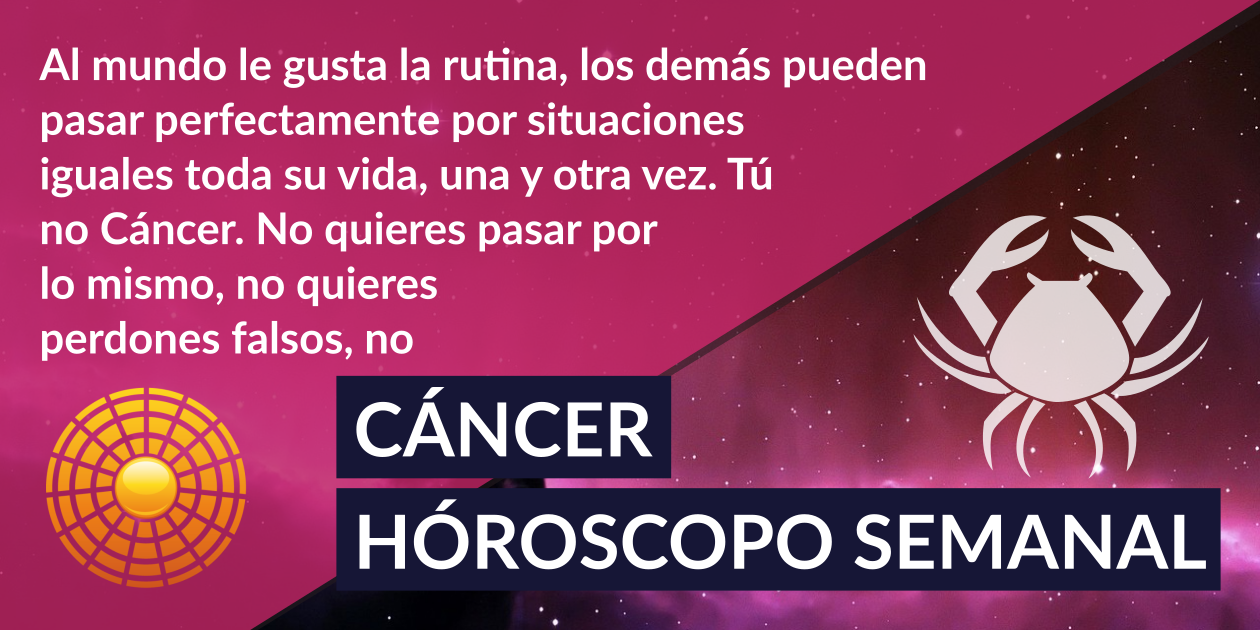 Al mundo le gusta la rutina, los demás pueden
pasar perfectamente por situaciones
iguales toda su vida, una y otra vez. Tú
no Cáncer. No quieres pasar por
lo mismo, no quieres
perdones falsos, no
CÁNCER
HÓROSCOPO SEMANAL